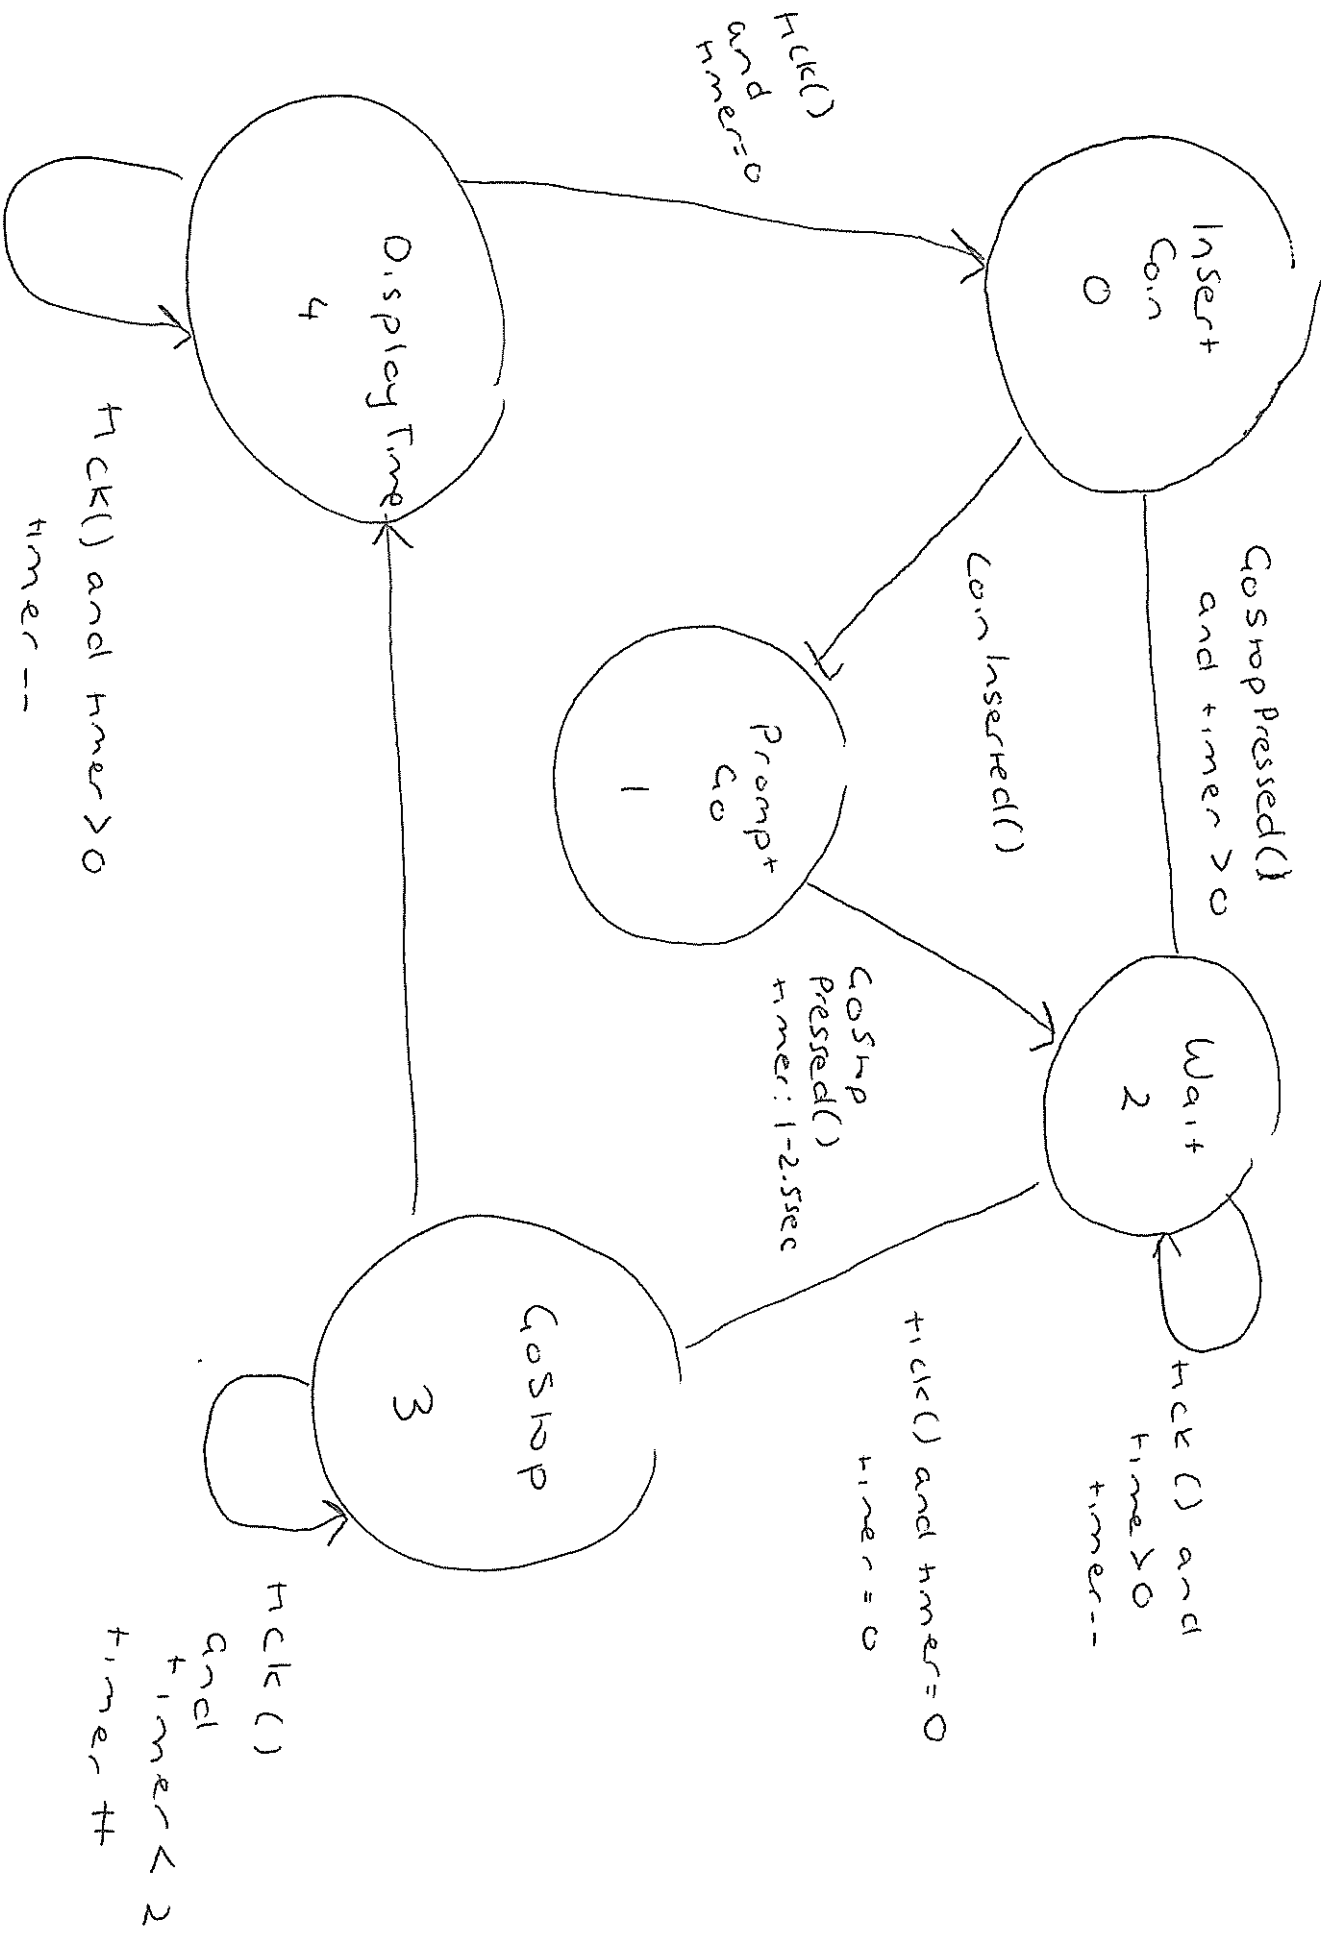 Insert
Coin
0
GoStopPressed()
and timer > 0
Wait
2
tick() and
time > 0
timer--
CoinInserted()
Prompt
Go
1
GoStop
Pressed()
timer: 1-2.5sec
tick() and timer = 0
timer = 0
tick()
and
timer=0
Display Time
4
tick() and timer > 0
timer--
GoStop
3
tick()
and
timer < 2
timer ++